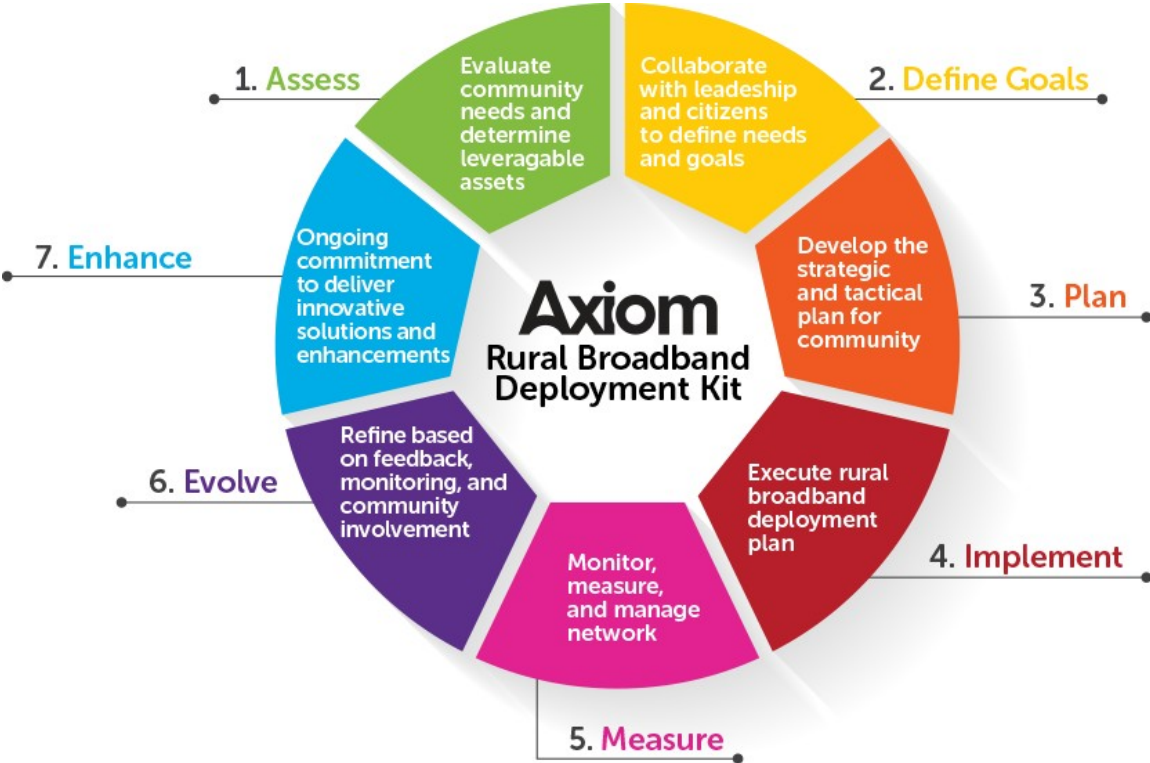 1. Assess
Evaluate
community
needs and
determine
leveragable
assets
2. Define Goals
Collaborate
with leadeship
and citizens
to define needs
and goals
3. Plan
Develop the
strategic
and tactical
plan for
community
4. Implement
Execute rural
broadband
deployment
plan
5. Measure
Monitor,
measure,
and manage
network
6. Evolve
Refine based
on feedback,
monitoring, and
community
involvement
7. Enhance
Ongoing
commitment
to deliver
innovative
solutions and
enhancements
Axiom
Rural Broadband
Deployment Kit